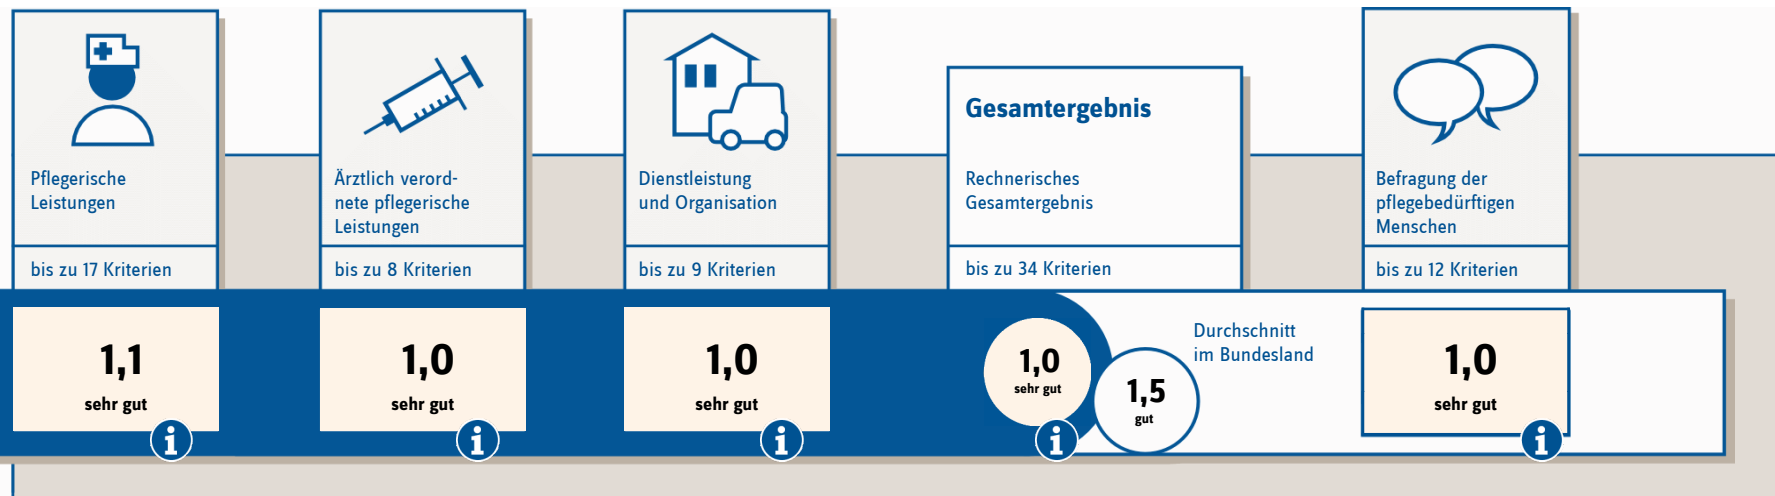 Pflegerische
Leistungen
bis zu 17 Kriterien
1,1
sehr gut
i
Ärztlich verord-
nete pflegerische
Leistungen
bis zu 8 Kriterien
1,0
sehr gut
i
Dienstleistung
und Organisation
bis zu 9 Kriterien
1,0
sehr gut
i
Gesamtergebnis
Rechnerisches
Gesamtergebnis
bis zu 34 Kriterien
1,0
sehr gut
i
1,5
gut
Durchschnitt
im Bundesland
Befragung der
pflegebedürftigen
Menschen
bis zu 12 Kriterien
1,0
sehr gut
i